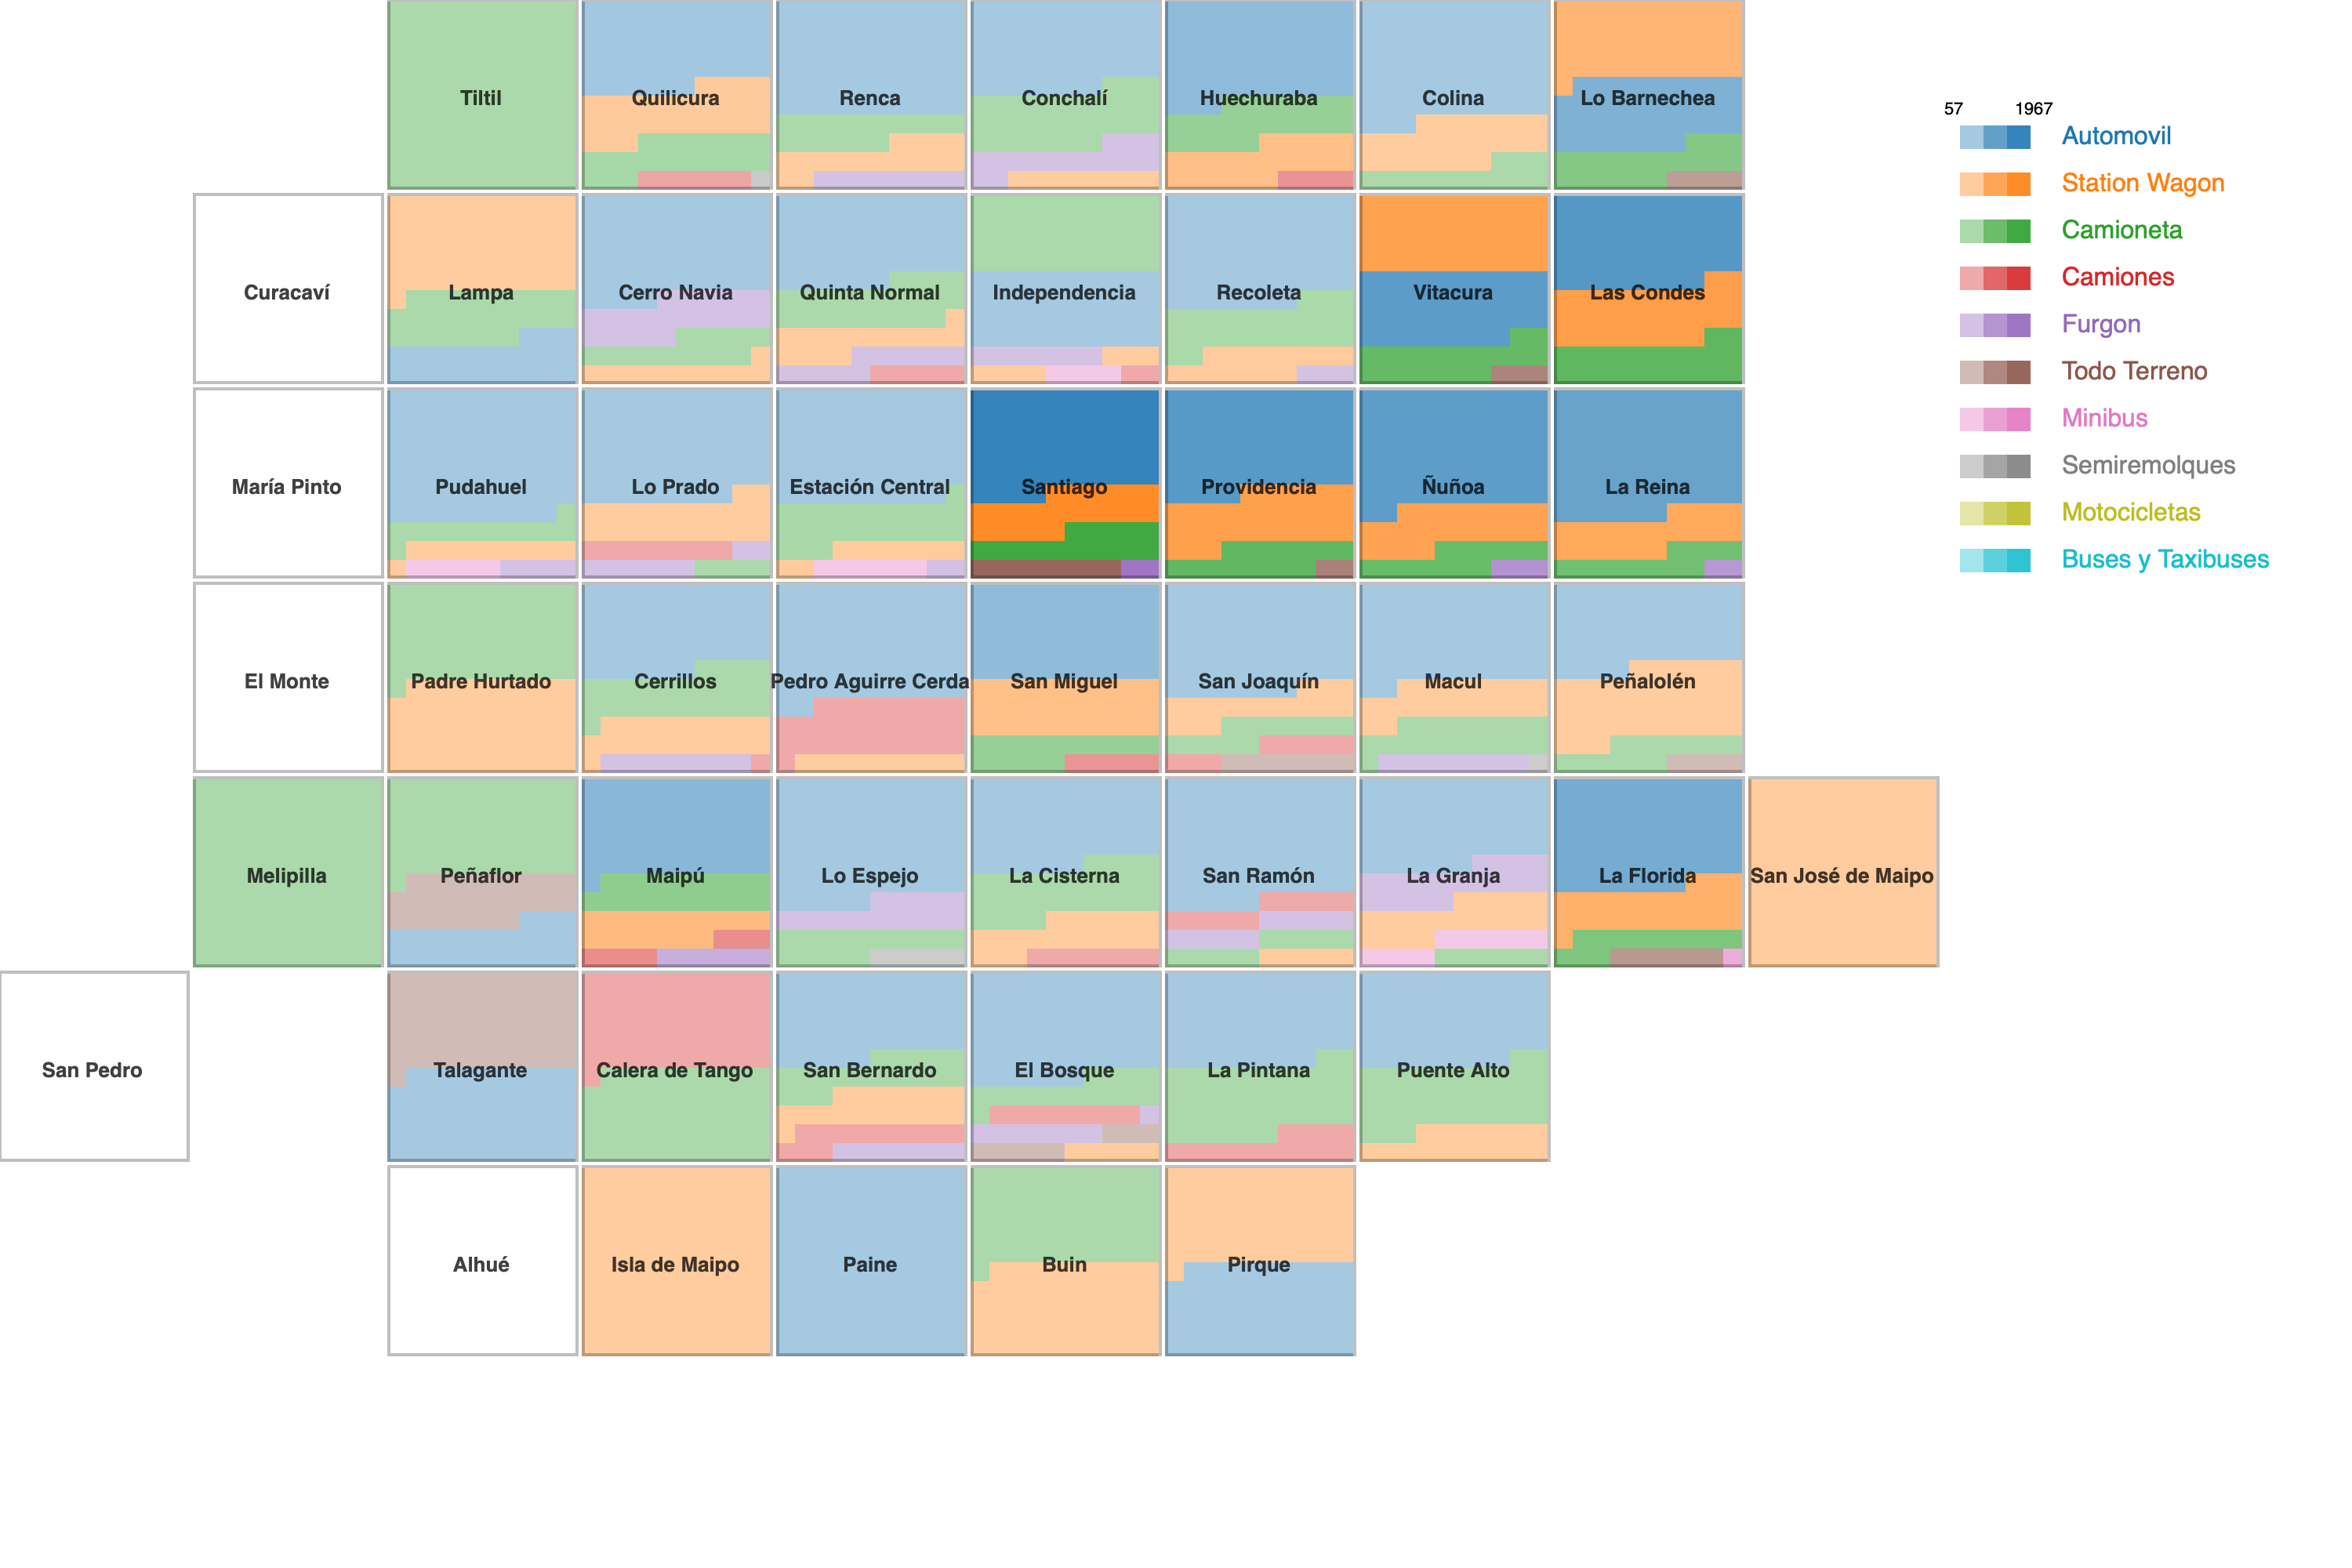 Tiltil
Quilicura
Renca
Conchalí
Huechuraba
Colina
Lo Barnechea
Curacaví
Lampa
Cerro Navia
Quinta Normal
Independencia
Recoleta
Vitacura
Las Condes
María Pinto
Pudahuel
Lo Prado
Estación Central
Santiago
Providencia
Ñuñoa
La Reina
El Monte
Padre Hurtado
Cerrillos
Pedro Aguirre Cerda
San Miguel
San Joaquín
Macul
Peñalolén
Melipilla
Peñaflor
Maipú
Lo Espejo
La Cisterna
San Ramón
La Granja
La Florida
San José de Maipo
San Pedro
Talagante
Calera de Tango
San Bernardo
El Bosque
La Pintana
Puente Alto
Alhué
Isla de Maipo
Paine
Buin
Pirque
57 1967
Automovil
Station Wagon
Camioneta
Camiones
Furgon
Todo Terreno
Minibus
Semiremolques
Motocicletas
Buses y Taxibuses